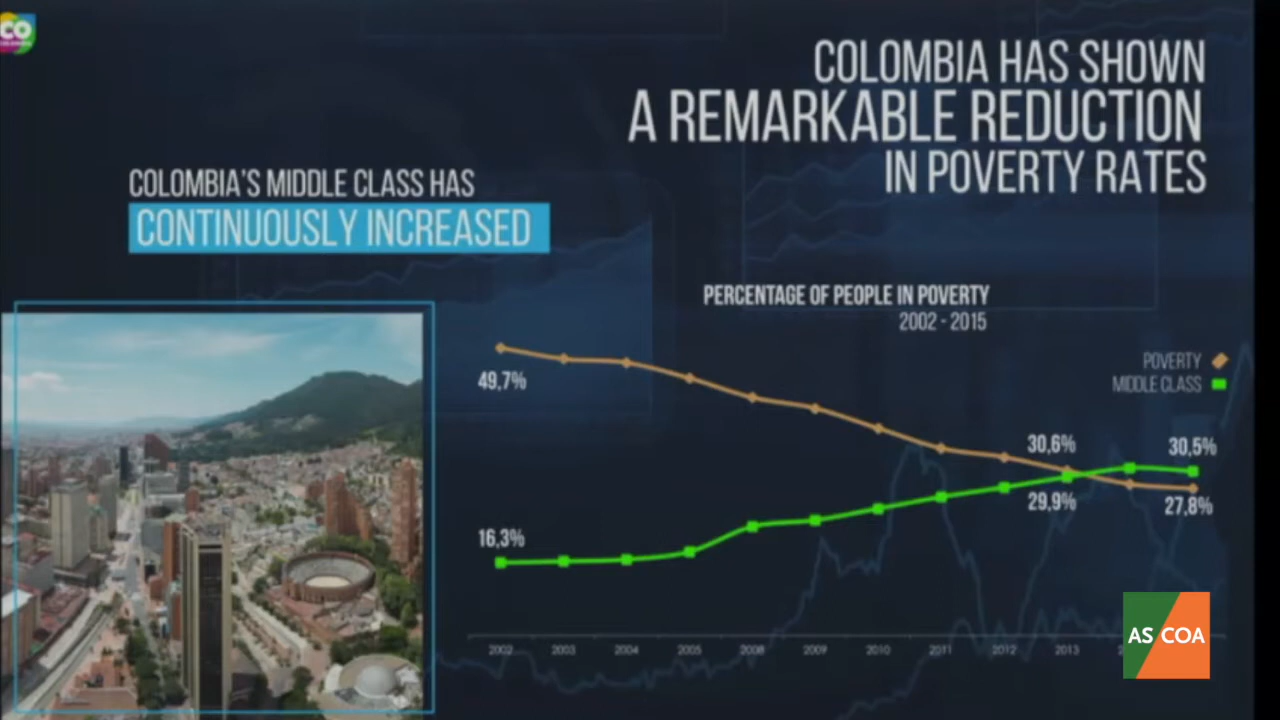 CO
COLOMBIA HAS SHOWN
A REMARKABLE REDUCTION
IN POVERTY RATES
COLOMBIA'S MIDDLE CLASS HAS
CONTINUOUSLY INCREASED
PERCENTAGE OF PEOPLE IN POVERTY
2002 - 2015
POVERTY
MIDDLE CLASS
49,7%
30,6%
30,5%
29,9%
27,8%
16,3%
2002 2003 2004 2005 2008 2009 2010 2011 2012 2013
AS COA